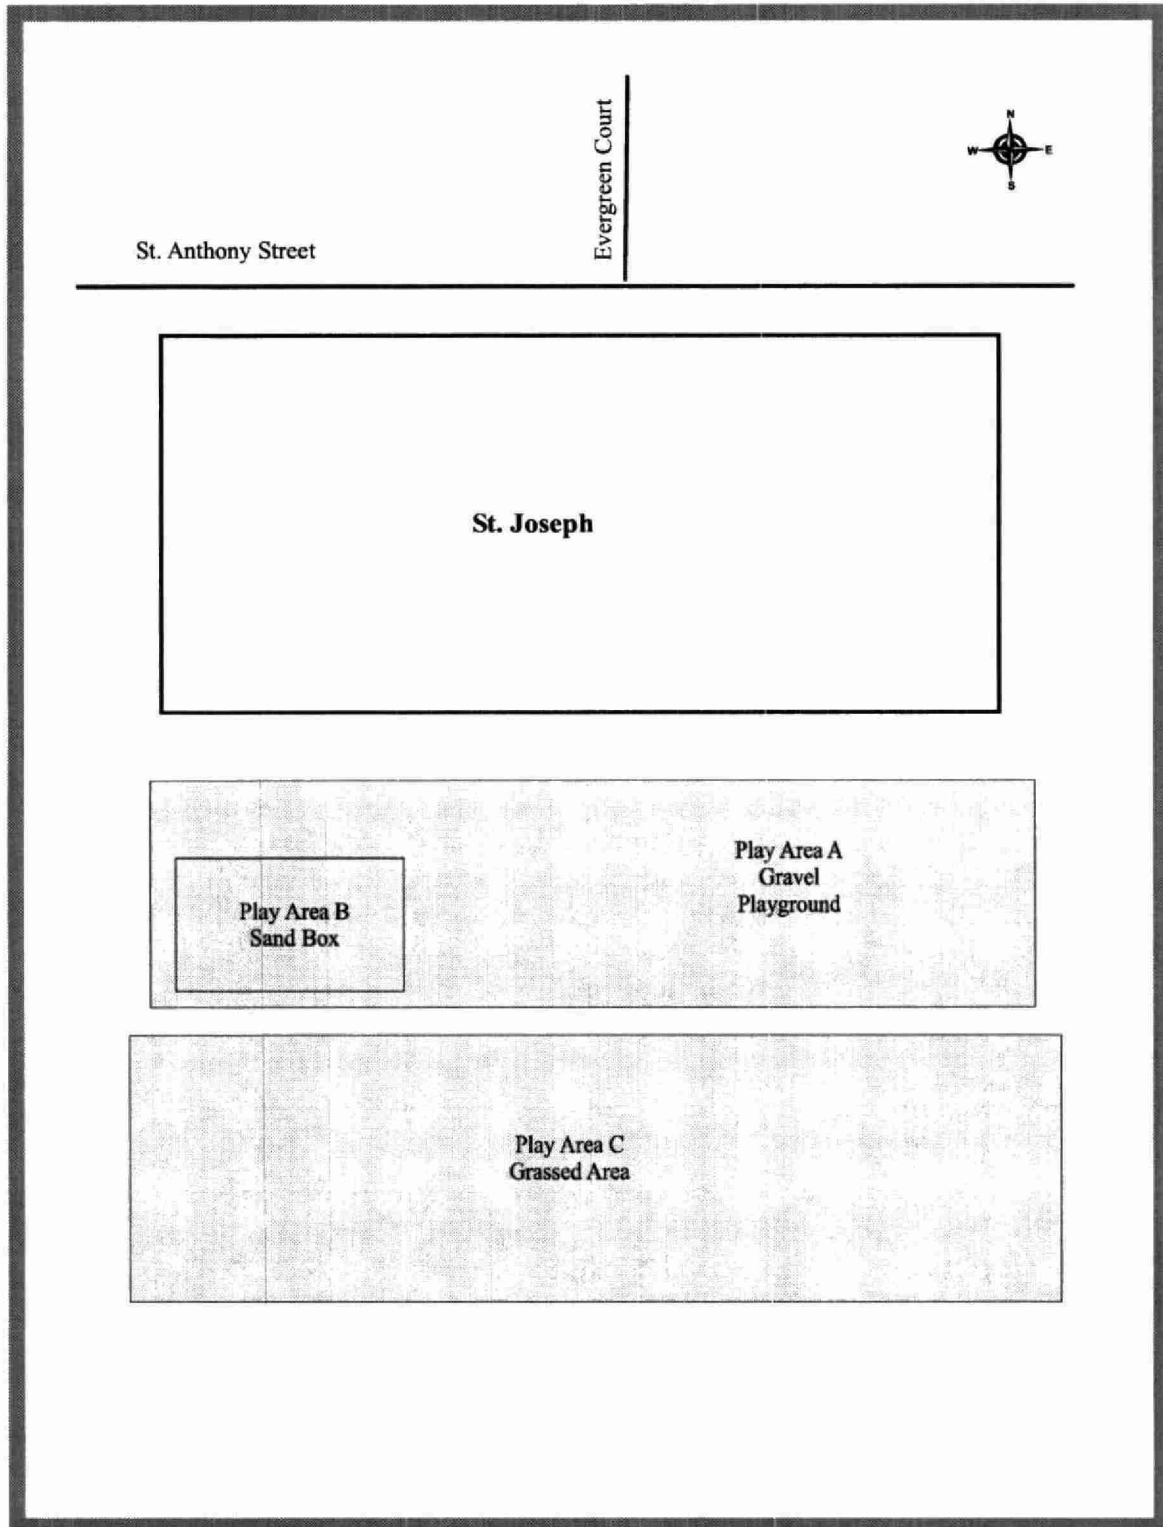 Evergreen Court
N
W
E
S
St. Anthony Street
St. Joseph
Play Area A
Gravel
Playground
Play Area B
Sand Box
Play Area C
Grassed Area